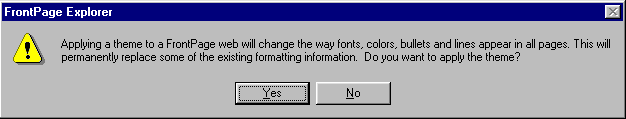 FrontPage Explorer
Applying a theme to a FrontPage web will change the way fonts, colors, bullets and lines appear in all pages. This will
permanently replace some of the existing formatting information.  Do you want to apply the theme?
Yes
No